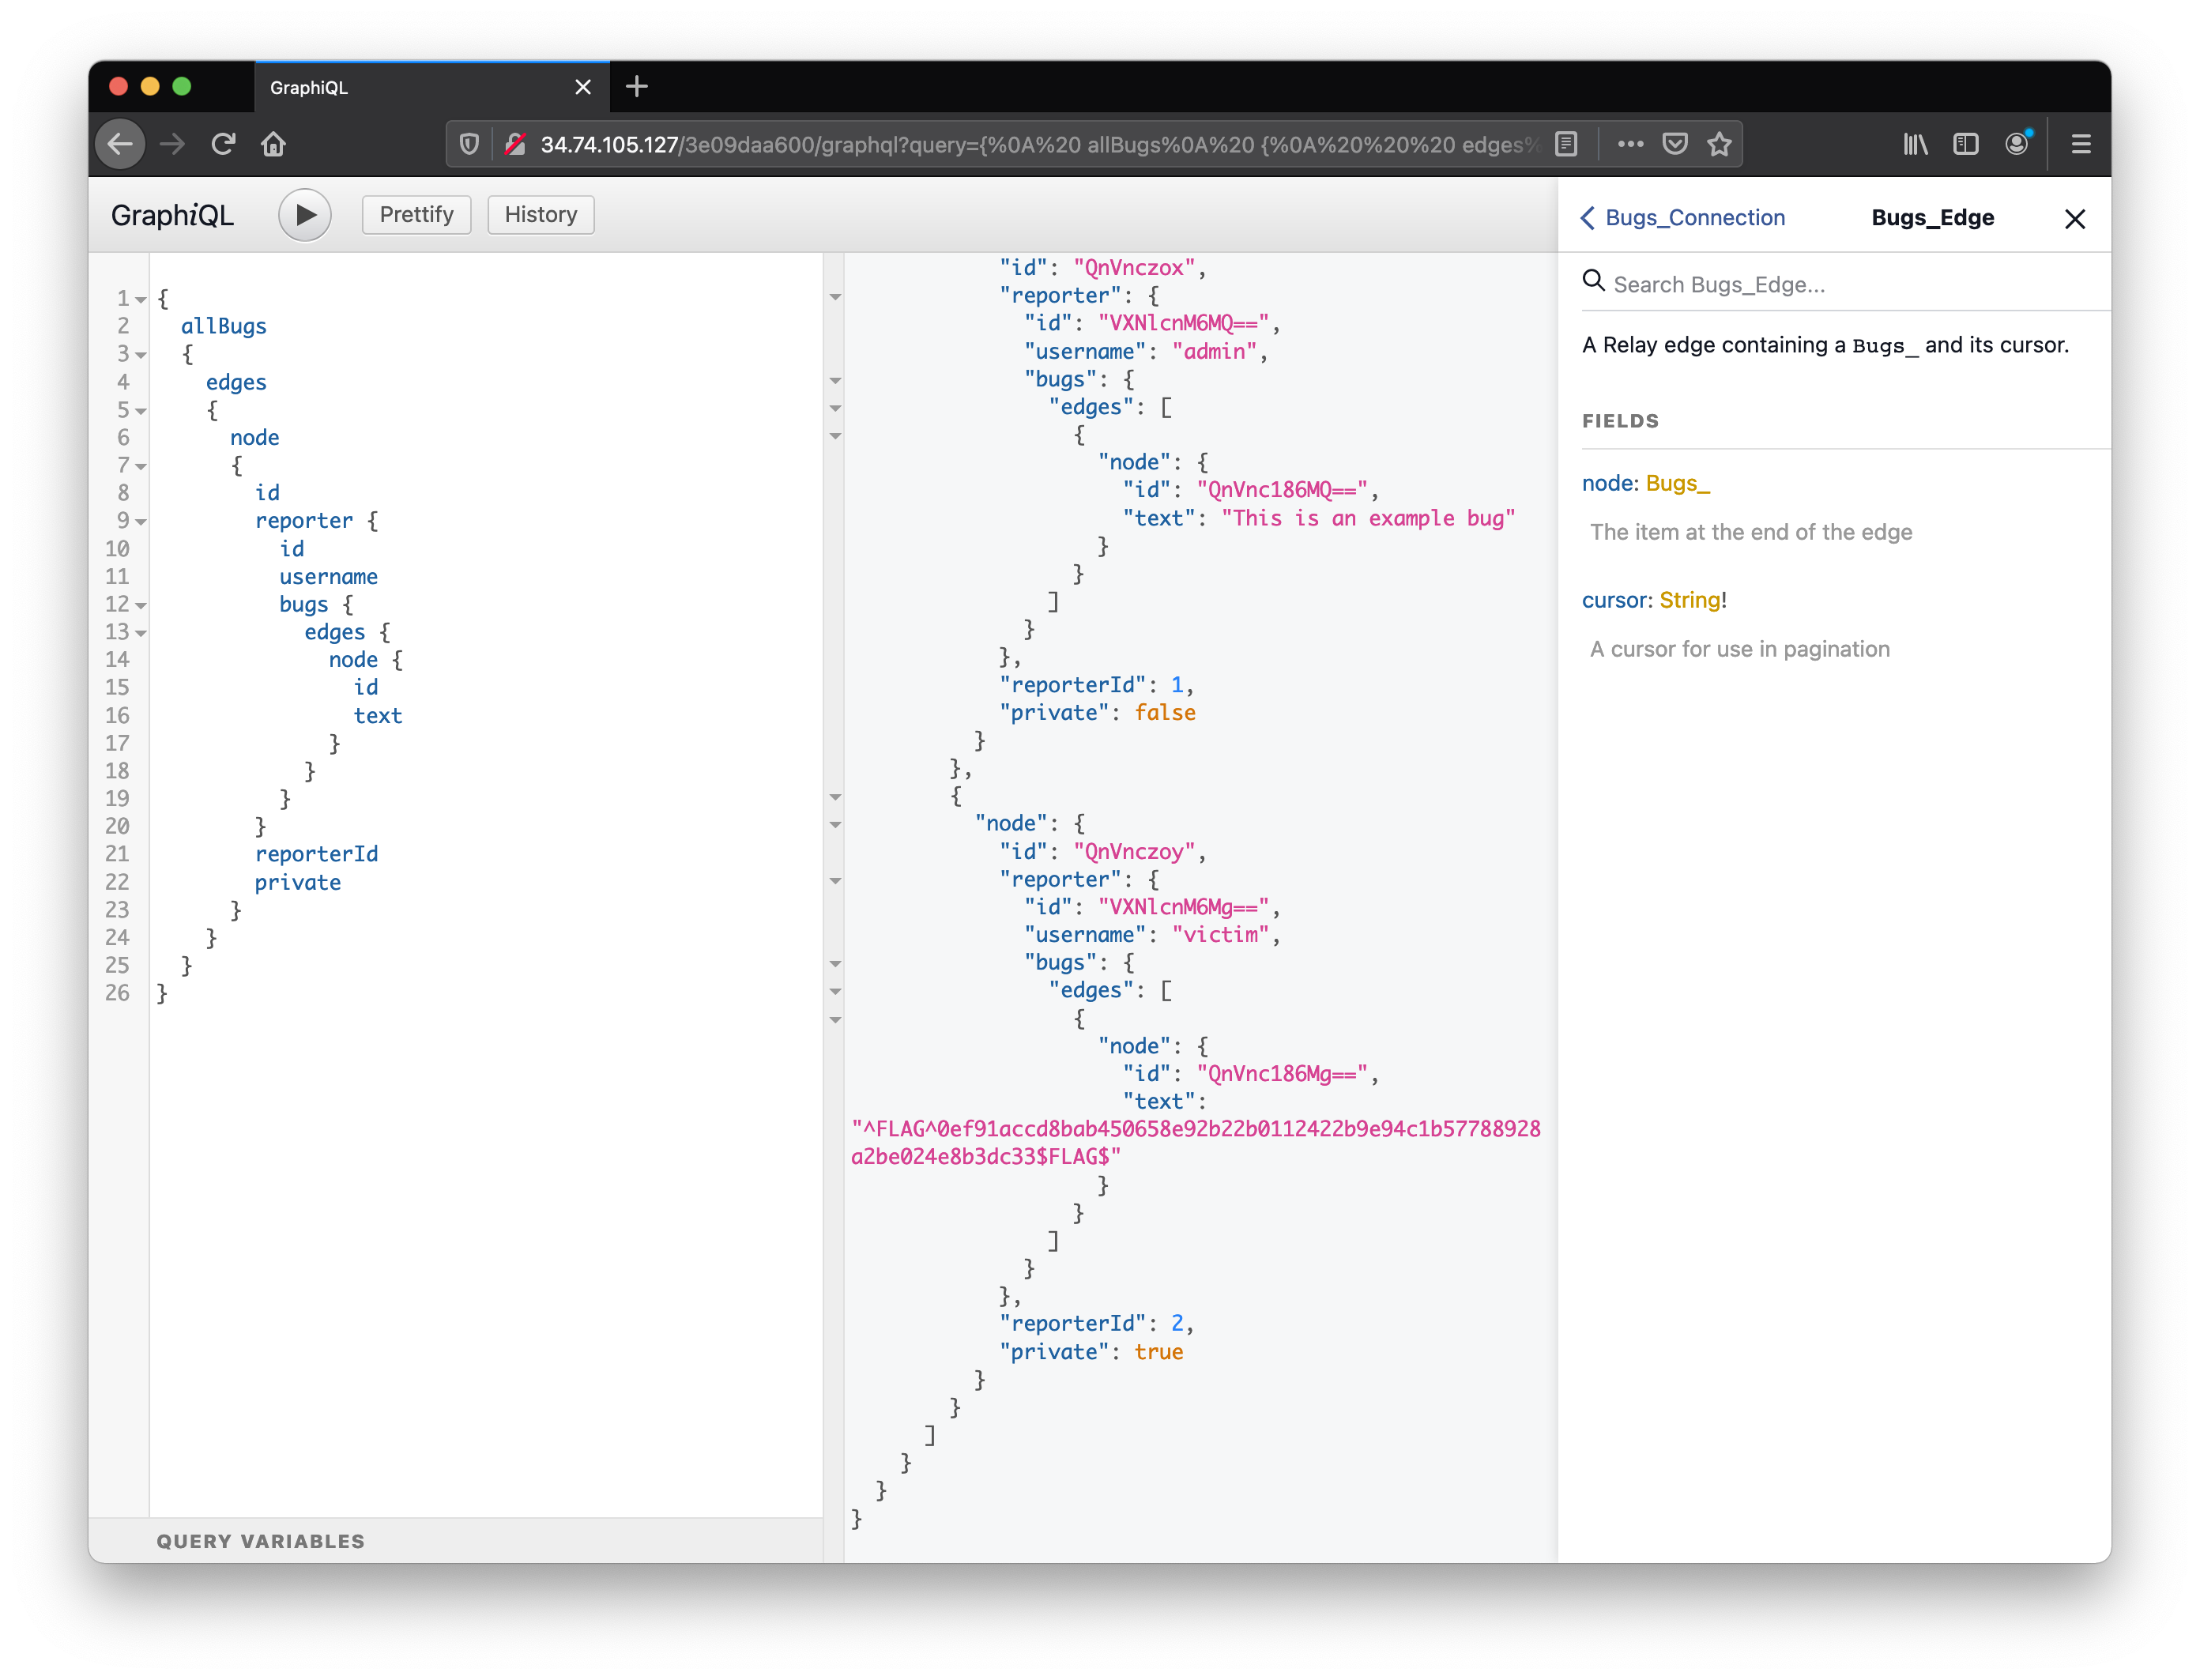 GraphiQL
34.74.105.127/3e09daa600/graphql?query={%0A%20 allBugs%0A%20 {%0A%20%20%20 edges%
GraphiQL
Prettify
History
1 {
2 allBugs
3 {
4 edges
5 {
6 node
7 {
8 id
9 reporter {
10 id
11 username
12 bugs {
13 edges {
14 node {
15 id
16 text
17 }
18 }
19 }
20 }
21 reporterId
22 private
23 }
24 }
25 }
26 }
QUERY VARIABLES
"id": "QnVnczox",
"reporter": {
"id": "VXNlcnM6MQ==",
"username": "admin",
"bugs": {
"edges": [
{
"node": {
"id": "QnVnc186MQ==",
"text": "This is an example bug"
}
}
]
}
},
"reporterId": 1,
"private": false
}
},
{
"node": {
"id": "QnVnczoy",
"reporter": {
"id": "VXNlcnM6Mg==",
"username": "victim",
"bugs": {
"edges": [
{
"node": {
"id": "QnVnc186Mg==",
"text":
"^FLAG^0ef91accd8bab450658e92b22b0112422b9e94c1b57788928
a2be024e8b3dc33$FLAG$"
}
}
]
}
},
"reporterId": 2,
"private": true
}
}
]
}
}
}
Bugs_Connection
Bugs_Edge
Search Bugs_Edge...
A Relay edge containing a Bugs_ and its cursor.
FIELDS
node: Bugs_
The item at the end of the edge
cursor: String!
A cursor for use in pagination